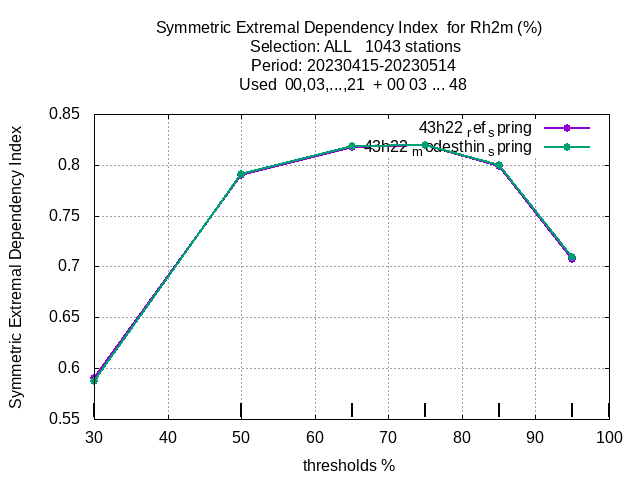 Symmetric Extremal Dependency Index  for Rh2m (%)
Selection: ALL   1043 stations
Period: 20230415-20230514
Used  00,03,...,21  + 00 03 ... 48
Symmetric Extremal Dependency Index
0.85
0.8
0.75
0.7
0.65
0.6
0.55
43h22 ref spring
43h22 modesthin spring
30 40 50 60 70 80 90 100
thresholds %